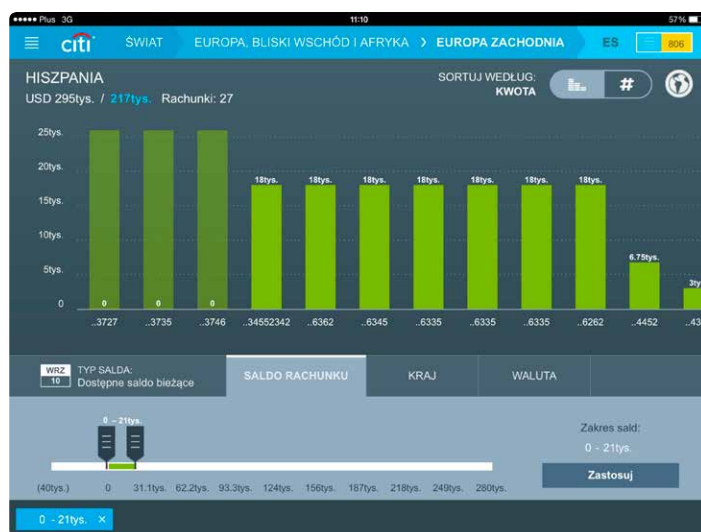 Plus 3G 11:10 57%
citi ŚWIAT EUROPA, BLISKI WSCHÓD I AFRYKA > EUROPA ZACHODNIA ES 806
HISZPANIA
USD 295tys. / 217tys. Rachunki: 27
SORTUJ WEDŁUG:
KWOTA
#
25tys.
20tys.
15tys.
10tys.
5tys.
0
0 0 0 18tys. 18tys. 18tys. 18tys. 18tys. 18tys. 18tys. 6.75tys. 3ty
..3727 ..3735 ..3746 ..34552342 ..6362 ..6345 ..6335 ..6335 ..6335 ..6262 ..4452 ..43
WRZ
10
TYP SALDA:
Dostępne saldo bieżące
SALDO RACHUNKU KRAJ WALUTA
0 – 21tys.
(40tys.) 0 31.1tys. 62.2tys. 93.3tys. 124tys. 156tys. 187tys. 218tys. 249tys. 280tys.
Zakres sald:
0 - 21tys.
Zastosuj
0 - 21tys. ×